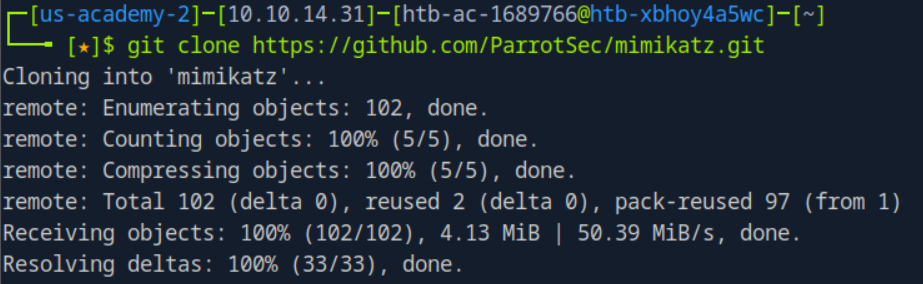 [us-academy-2]─[10.10.14.31]─[htb-ac-1689766@htb-xbhoy4a5wc]─[~]
[★]$ git clone https://github.com/ParrotSec/mimikatz.git
Cloning into 'mimikatz'...
remote: Enumerating objects: 102, done.
remote: Counting objects: 100% (5/5), done.
remote: Compressing objects: 100% (5/5), done.
remote: Total 102 (delta 0), reused 2 (delta 0), pack-reused 97 (from 1)
Receiving objects: 100% (102/102), 4.13 MiB | 50.39 MiB/s, done.
Resolving deltas: 100% (33/33), done.